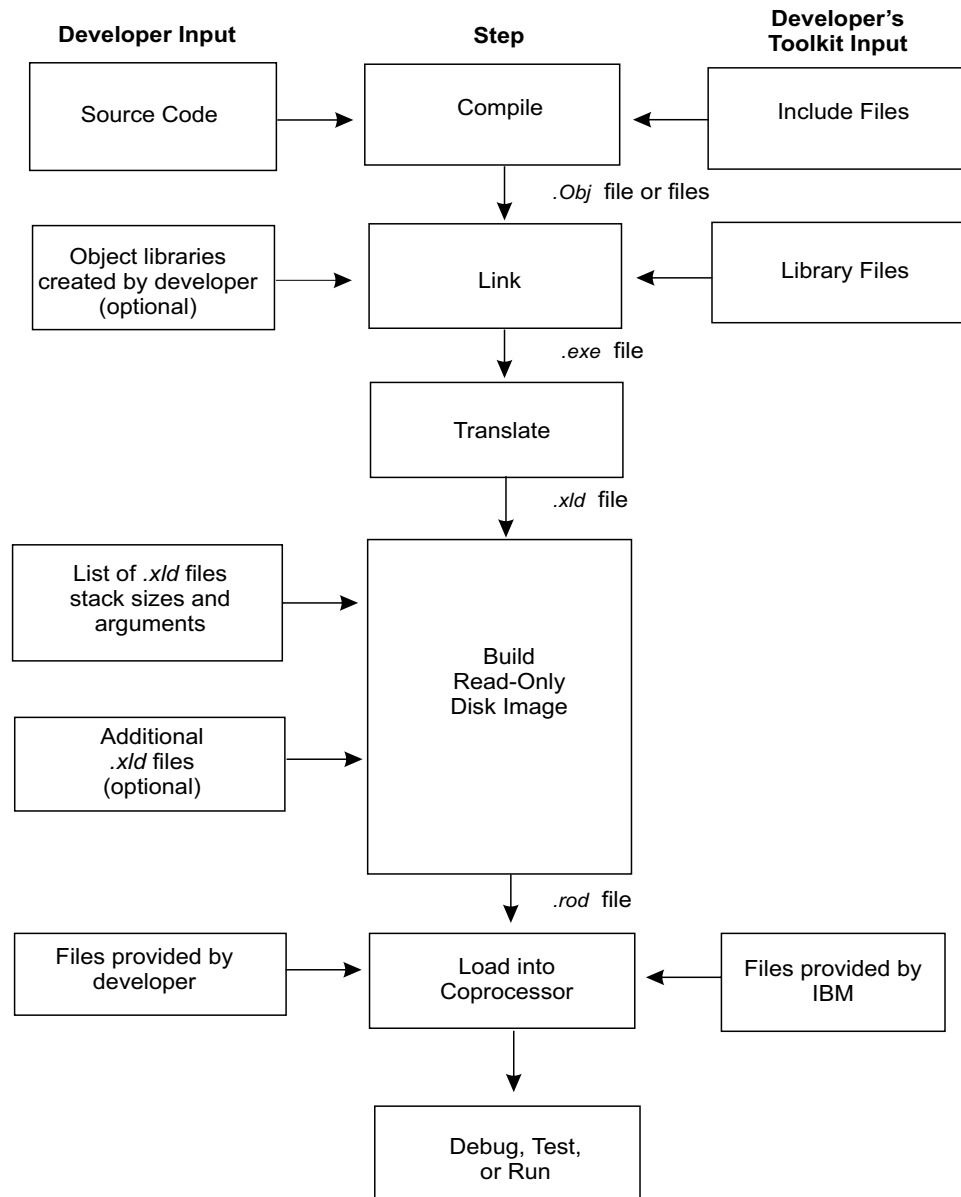 Developer Input
Step
Developer’s
Toolkit Input
Source Code
Compile
Include Files
.Obj file or files
Object libraries
created by developer
(optional)
Link
Library Files
.exe file
Translate
.xld file
List of .xld files
stack sizes and
arguments
Build
Read-Only
Disk Image
Additional
.xld files
(optional)
.rod file
Files provided by
developer
Load into
Coprocessor
Files provided by
IBM
Debug, Test,
or Run